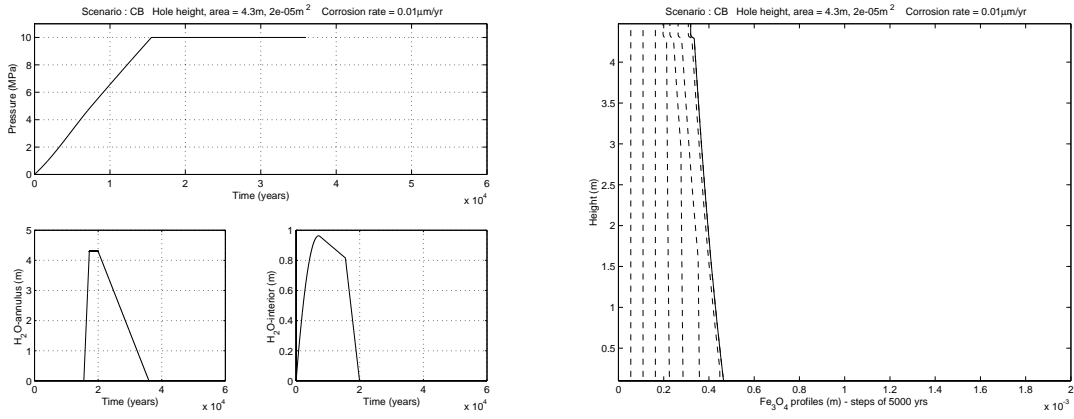 Scenario : CB Hole height, area = 4.3m, 2e-05m² Corrosion rate = 0.01μm/yr
10
8
6
4
2
0
Pressure (MPa)
0 1 2 3 4 5 6
Time (years)
x 10⁴
5
4
3
2
1
0
H₂O-annulus (m)
0 2 4 6
Time (years)
x 10⁴
1
0.8
0.6
0.4
0.2
0
H₂O-interior (m)
0 2 4 6
Time (years)
x 10⁴
Scenario : CB Hole height, area = 4.3m, 2e-05m² Corrosion rate = 0.01μm/yr
4
3.5
3
2.5
2
1.5
1
0.5
Height (m)
0 0.2 0.4 0.6 0.8 1 1.2 1.4 1.6 1.8 2
Fe₃O₄ profiles (m) - steps of 5000 yrs
x 10⁻³